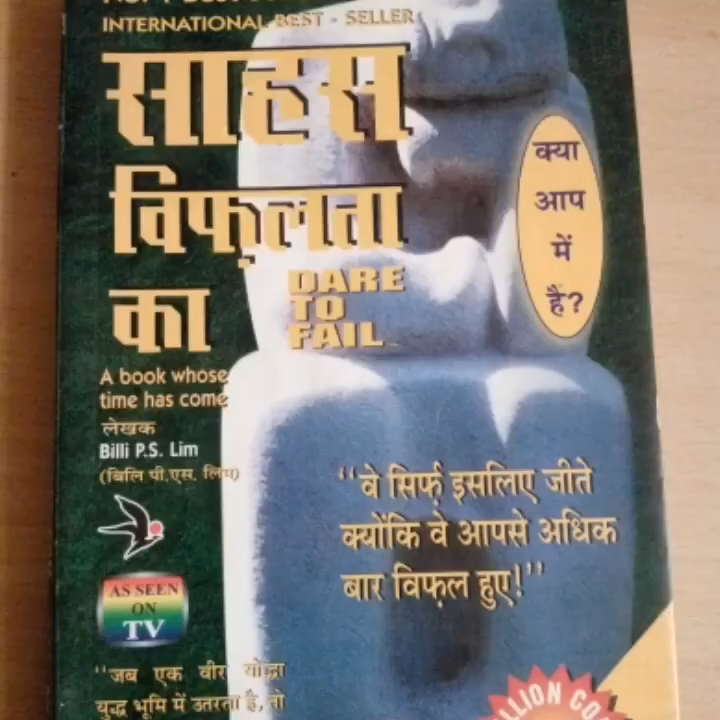 INTERNATIONAL BEST - SELLER
साहस
विफ़लता
का
DARE
TO
FAIL
क्या
आप
में
है?
A book whose
time has come
लेखक
Billi P.S. Lim
(बिलि पी.एस. लिम)
"वे सिर्फ़ इसलिए जीते
क्योंकि वे आपसे अधिक
बार विफ़ल हुए!"
AS SEEN
ON
TV
"जब एक वीर योद्धा
युद्ध भूमि में उतरता है, तो